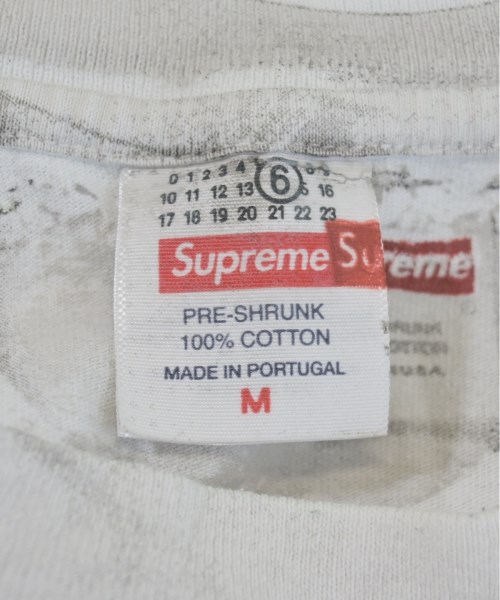 0 1 2 3 4 6
10 11 12 13 16
17 18 19 20 21 22 23
Supreme Supreme
PRE-SHRUNK
100% COTTON
MADE IN PORTUGAL
M
U.S.A.